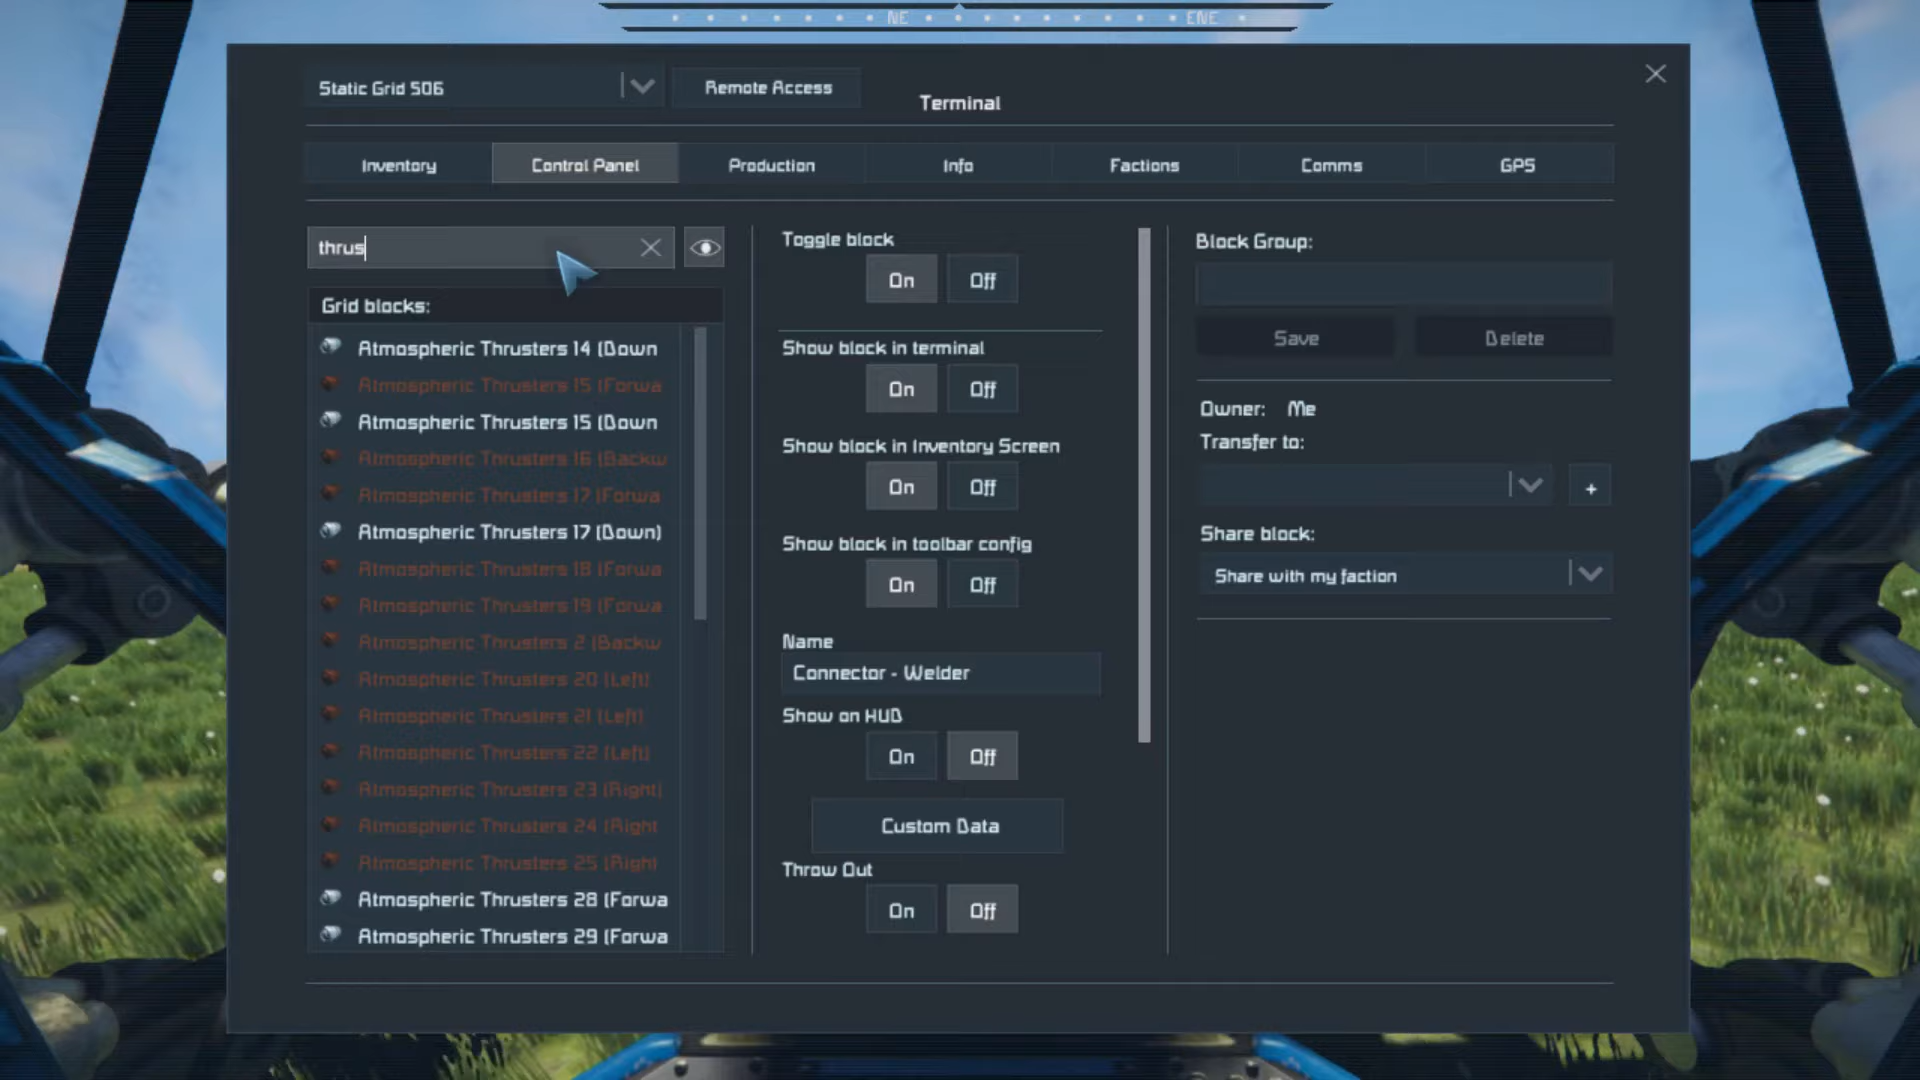 NE
ENE
Static Grid 506
Remote Access
Terminal
Inventory
Control Panel
Production
Info
Factions
Comms
GPS
thrus
Grid blocks:
Atmospheric Thrusters 14 (Down
Atmospheric Thrusters 15 (Forwa
Atmospheric Thrusters 15 (Down
Atmospheric Thrusters 16 (Backw
Atmospheric Thrusters 17 (Forwa
Atmospheric Thrusters 17 (Down)
Atmospheric Thrusters 18 (Forwa
Atmospheric Thrusters 19 (Forwa
Atmospheric Thrusters 2 (Backw
Atmospheric Thrusters 20 (Left)
Atmospheric Thrusters 21 (Left)
Atmospheric Thrusters 22 (Left)
Atmospheric Thrusters 23 (Right)
Atmospheric Thrusters 24 (Right
Atmospheric Thrusters 25 (Right
Atmospheric Thrusters 28 (Forwa
Atmospheric Thrusters 29 (Forwa
Toggle block
On
Off
Show block in terminal
On
Off
Show block in Inventory Screen
On
Off
Show block in toolbar config
On
Off
Name
Connector - Welder
Show on HUD
On
Off
Custom Data
Throw Out
On
Off
Block Group:
Save
Delete
Owner: Me
Transfer to:
+
Share block:
Share with my faction